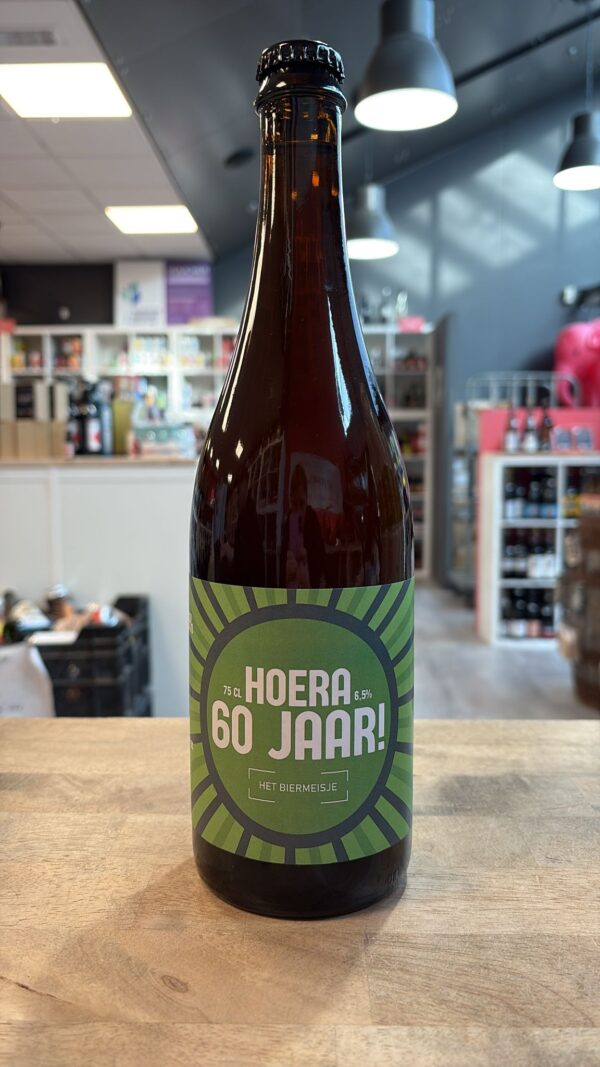 75 CL HOERA 6,5%
60 JAAR!
HET BIERMEISJE